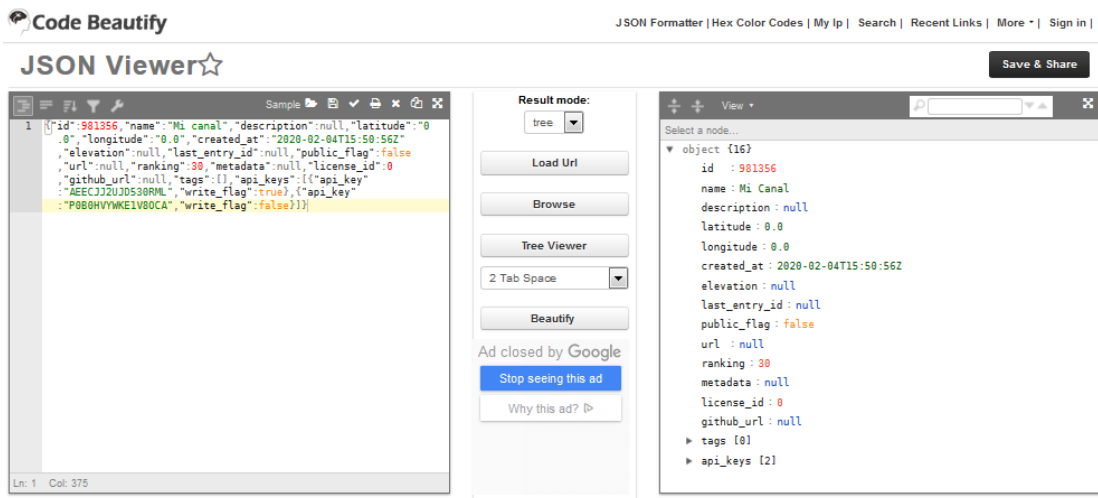 Code Beautify
JSON Formatter | Hex Color Codes | My Ip | Search | Recent Links | More | Sign in |
JSON Viewer
Save & Share
Sample
1 {"id":981356,"name":"Mi canal","description":null,"latitude":"0
.0","longitude":"0.0","created_at":"2020-02-04T15:50:56Z"
,"elevation":null,"last_entry_id":null,"public_flag":false
,"url":null,"ranking":30,"metadata":null,"license_id":0
,"github_url":null,"tags":[],"api_keys":[{"api_key"
:"AEECJJ2UJD530RML","write_flag":true},{"api_key"
:"P0B0HVYWKE1V8OCA","write_flag":false}]}
Ln: 1 Col: 375
Result mode:
tree
Load Url
Browse
Tree Viewer
2 Tab Space
Beautify
Ad closed by Google
Stop seeing this ad
Why this ad?
View
Select a node...
object {16}
id : 981356
name : Mi Canal
description : null
latitude : 0.0
longitude : 0.0
created_at : 2020-02-04T15:50:56Z
elevation : null
last_entry_id : null
public_flag : false
url : null
ranking : 30
metadata : null
license_id : 0
github_url : null
tags [0]
api_keys [2]